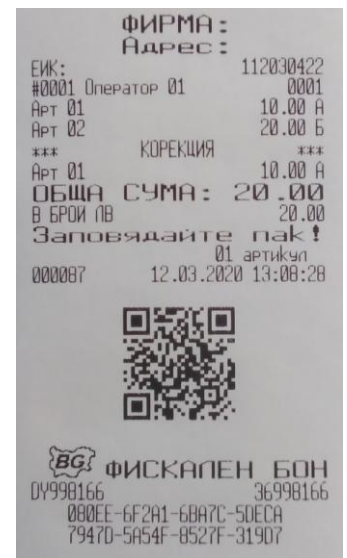 ФИРМА:
Адрес:
ЕИК: 112030422
#0001 Оператор 01 0001
Арт 01 10.00 А
Арт 02 20.00 Б
*** КОРЕКЦИЯ ***
Арт 01 10.00 А
ОБЩА СУМА: 20.00
В БРОИ ЛВ 20.00
Заповядайте пак!
01 артикул
000087 12.03.2020 13:08:28
BG ФИСКАЛЕН БОН
DY998166 36998166
080EE-6F2A1-6BA7C-5DECA
7947D-5A54F-8527F-319D7